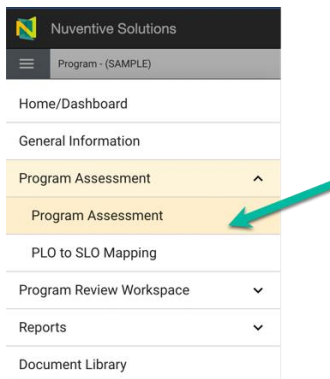 Nuventive Solutions
Program - (SAMPLE)
Home/Dashboard
General Information
Program Assessment
Program Assessment
PLO to SLO Mapping
Program Review Workspace
Reports
Document Library